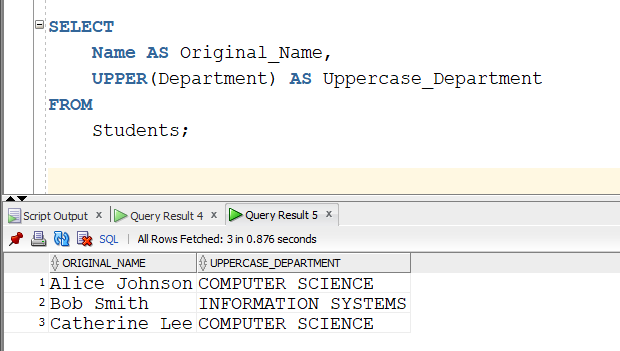 SELECT
Name AS Original_Name,
UPPER(Department) AS Uppercase_Department
FROM
Students;
Script Output x Query Result 4 x Query Result 5 x
SQL | All Rows Fetched: 3 in 0.876 seconds
ORIGINAL_NAME UPPERCASE_DEPARTMENT
1 Alice Johnson COMPUTER SCIENCE
2 Bob Smith INFORMATION SYSTEMS
3 Catherine Lee COMPUTER SCIENCE